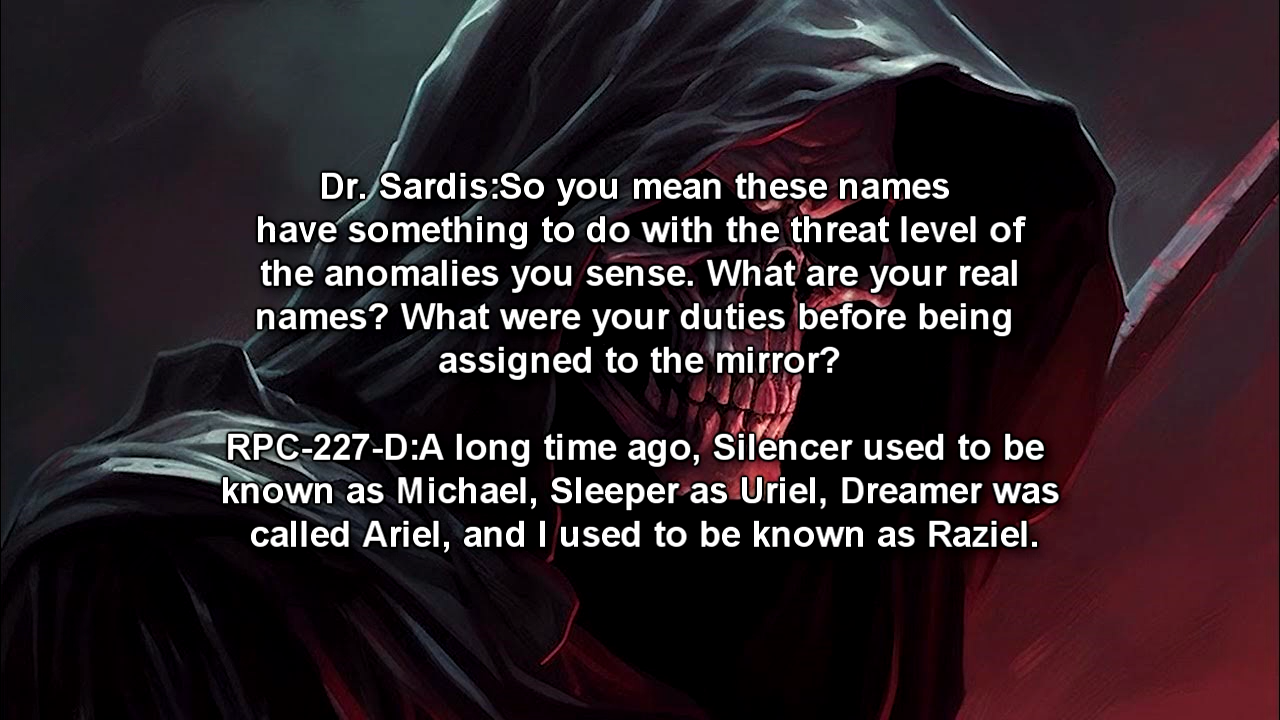 Dr. Sardis:So you mean these names
have something to do with the threat level of
the anomalies you sense. What are your real
names? What were your duties before being
assigned to the mirror?
RPC-227-D:A long time ago, Silencer used to be
known as Michael, Sleeper as Uriel, Dreamer was
called Ariel, and I used to be known as Raziel.